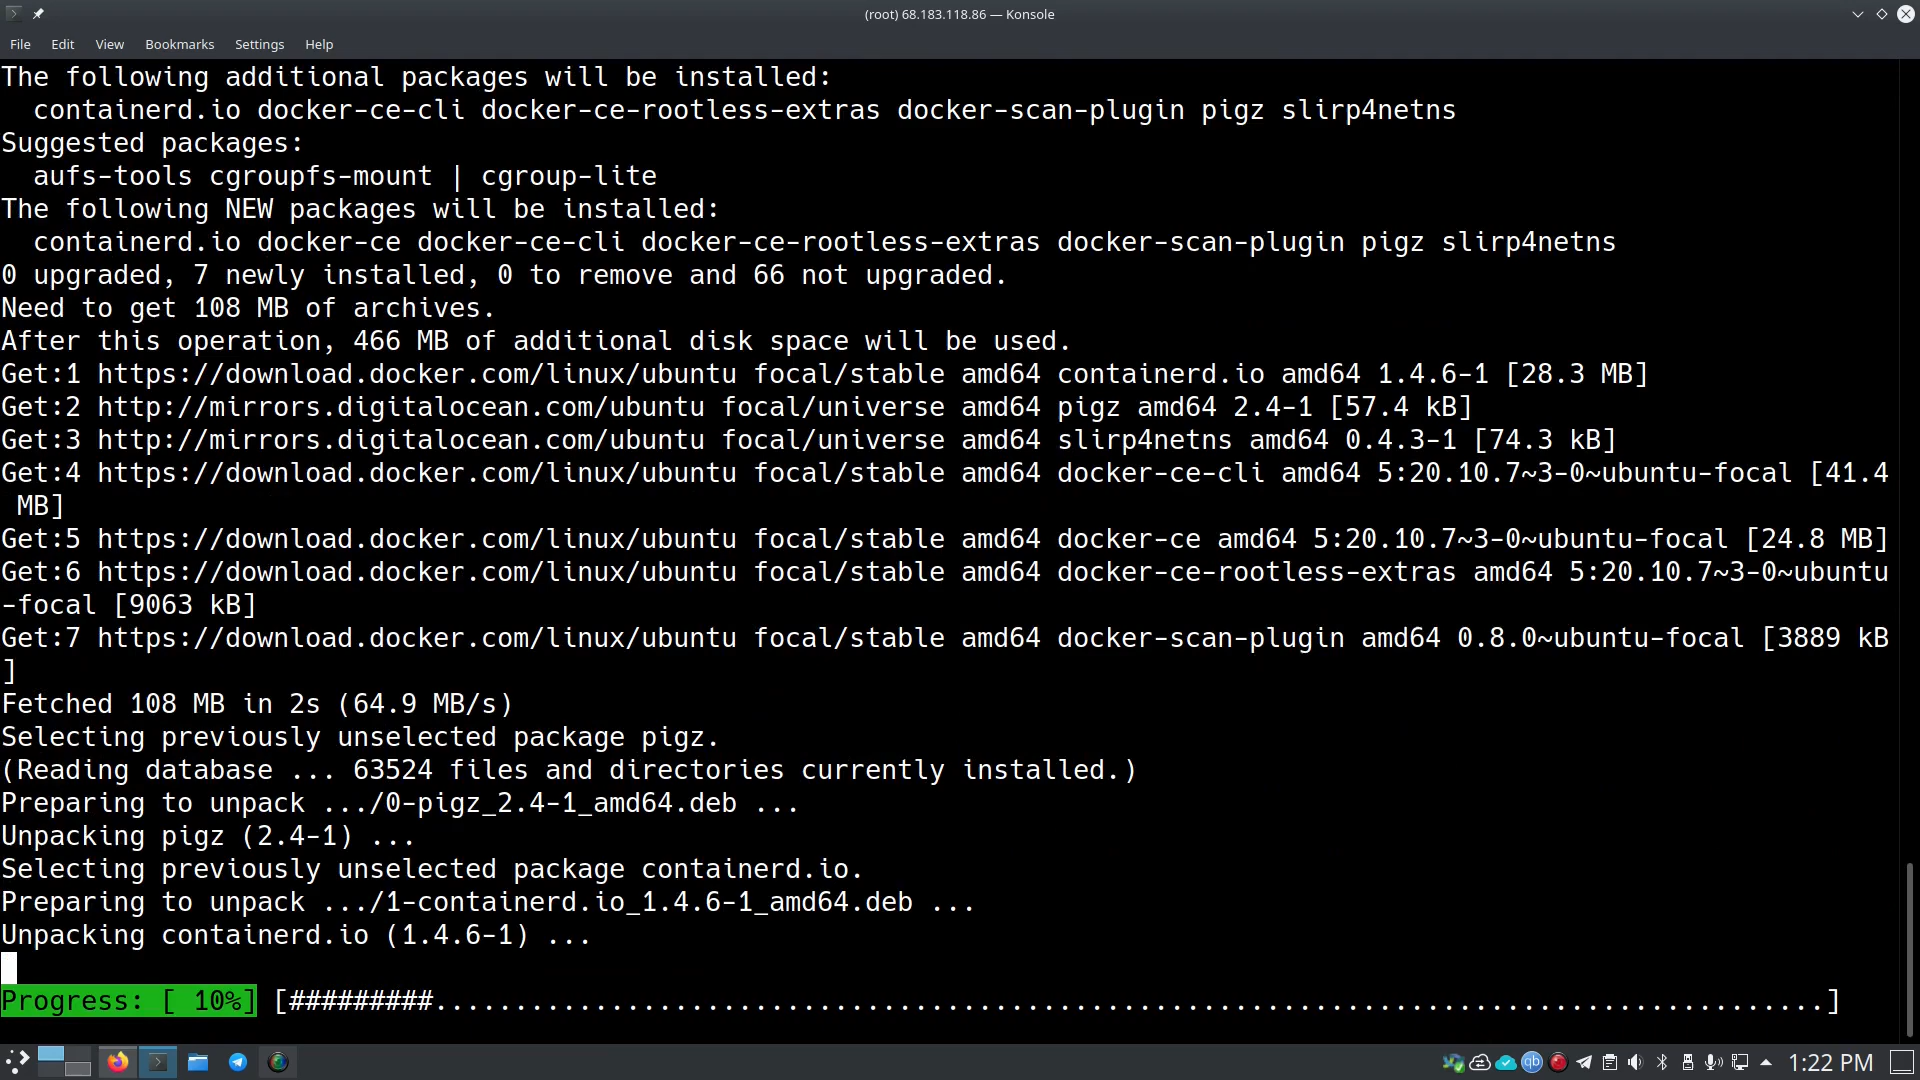 (root) 68.183.118.86 — Konsole
File Edit View Bookmarks Settings Help
The following additional packages will be installed:
  containerd.io docker-ce-cli docker-ce-rootless-extras docker-scan-plugin pigz slirp4netns
Suggested packages:
  aufs-tools cgroupfs-mount | cgroup-lite
The following NEW packages will be installed:
  containerd.io docker-ce docker-ce-cli docker-ce-rootless-extras docker-scan-plugin pigz slirp4netns
0 upgraded, 7 newly installed, 0 to remove and 66 not upgraded.
Need to get 108 MB of archives.
After this operation, 466 MB of additional disk space will be used.
Get:1 https://download.docker.com/linux/ubuntu focal/stable amd64 containerd.io amd64 1.4.6-1 [28.3 MB]
Get:2 http://mirrors.digitalocean.com/ubuntu focal/universe amd64 pigz amd64 2.4-1 [57.4 kB]
Get:3 http://mirrors.digitalocean.com/ubuntu focal/universe amd64 slirp4netns amd64 0.4.3-1 [74.3 kB]
Get:4 https://download.docker.com/linux/ubuntu focal/stable amd64 docker-ce-cli amd64 5:20.10.7~3-0~ubuntu-focal [41.4
 MB]
Get:5 https://download.docker.com/linux/ubuntu focal/stable amd64 docker-ce amd64 5:20.10.7~3-0~ubuntu-focal [24.8 MB]
Get:6 https://download.docker.com/linux/ubuntu focal/stable amd64 docker-ce-rootless-extras amd64 5:20.10.7~3-0~ubuntu
-focal [9063 kB]
Get:7 https://download.docker.com/linux/ubuntu focal/stable amd64 docker-scan-plugin amd64 0.8.0~ubuntu-focal [3889 kB
]
Fetched 108 MB in 2s (64.9 MB/s)
Selecting previously unselected package pigz.
(Reading database ... 63524 files and directories currently installed.)
Preparing to unpack .../0-pigz_2.4-1_amd64.deb ...
Unpacking pigz (2.4-1) ...
Selecting previously unselected package containerd.io.
Preparing to unpack .../1-containerd.io_1.4.6-1_amd64.deb ...
Unpacking containerd.io (1.4.6-1) ...
Progress: [ 10%] [#########.......................................................................................]
qb 1:22 PM